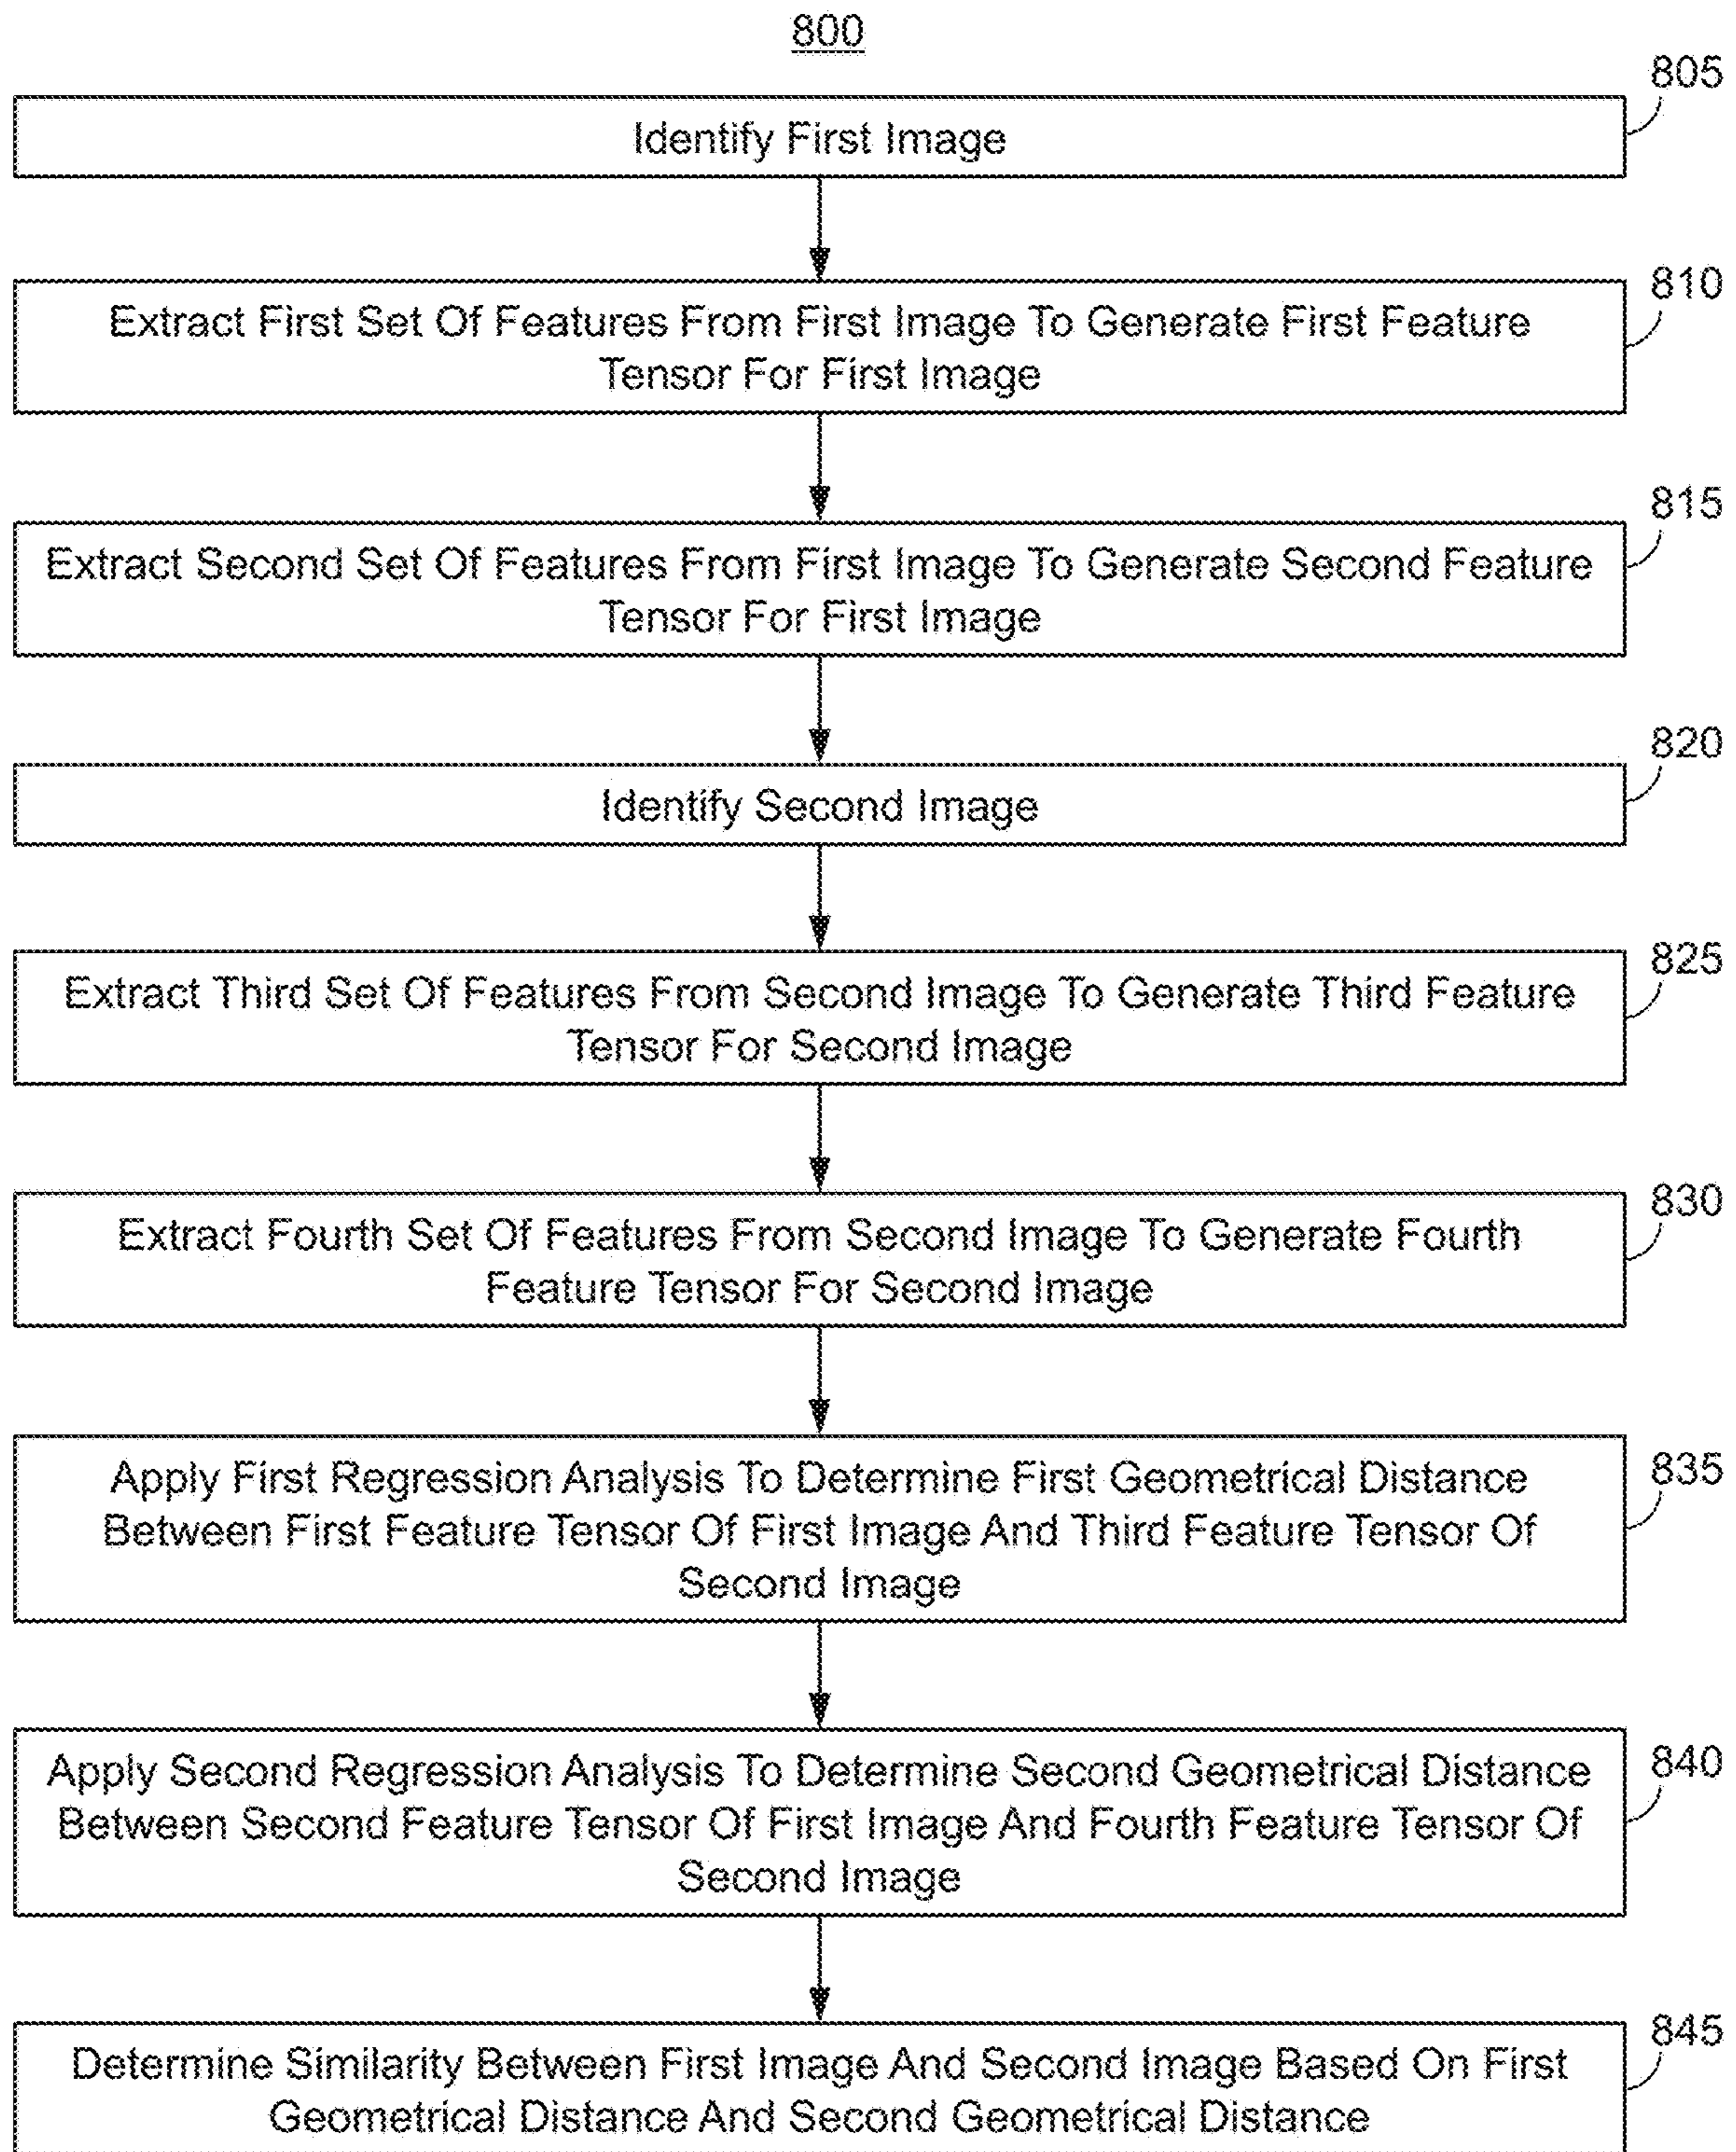 800
805
Identify First Image
810
Extract First Set Of Features From First Image To Generate First Feature
Tensor For First Image
815
Extract Second Set Of Features From First Image To Generate Second Feature
Tensor For First Image
820
Identify Second Image
825
Extract Third Set Of Features From Second Image To Generate Third Feature
Tensor For Second Image
830
Extract Fourth Set Of Features From Second Image To Generate Fourth
Feature Tensor For Second Image
835
Apply First Regression Analysis To Determine First Geometrical Distance
Between First Feature Tensor Of First Image And Third Feature Tensor Of
Second Image
840
Apply Second Regression Analysis To Determine Second Geometrical Distance
Between Second Feature Tensor Of First Image And Fourth Feature Tensor Of
Second Image
845
Determine Similarity Between First Image And Second Image Based On First
Geometrical Distance And Second Geometrical Distance